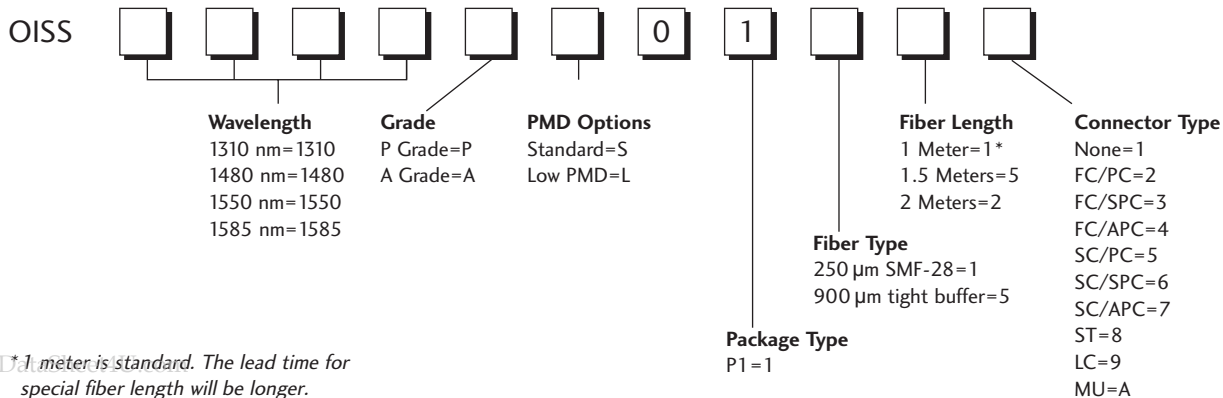 OISS 0 1
Wavelength
1310 nm=1310
1480 nm=1480
1550 nm=1550
1585 nm=1585
Grade
P Grade=P
A Grade=A
PMD Options
Standard=S
Low PMD=L
Package Type
P1=1
Fiber Type
250 µm SMF-28=1
900 µm tight buffer=5
Fiber Length
1 Meter=1*
1.5 Meters=5
2 Meters=2
Connector Type
None=1
FC/PC=2
FC/SPC=3
FC/APC=4
SC/PC=5
SC/SPC=6
SC/APC=7
ST=8
LC=9
MU=A
* 1 meter is standard. The lead time for
special fiber length will be longer.
DataSheet4U.com